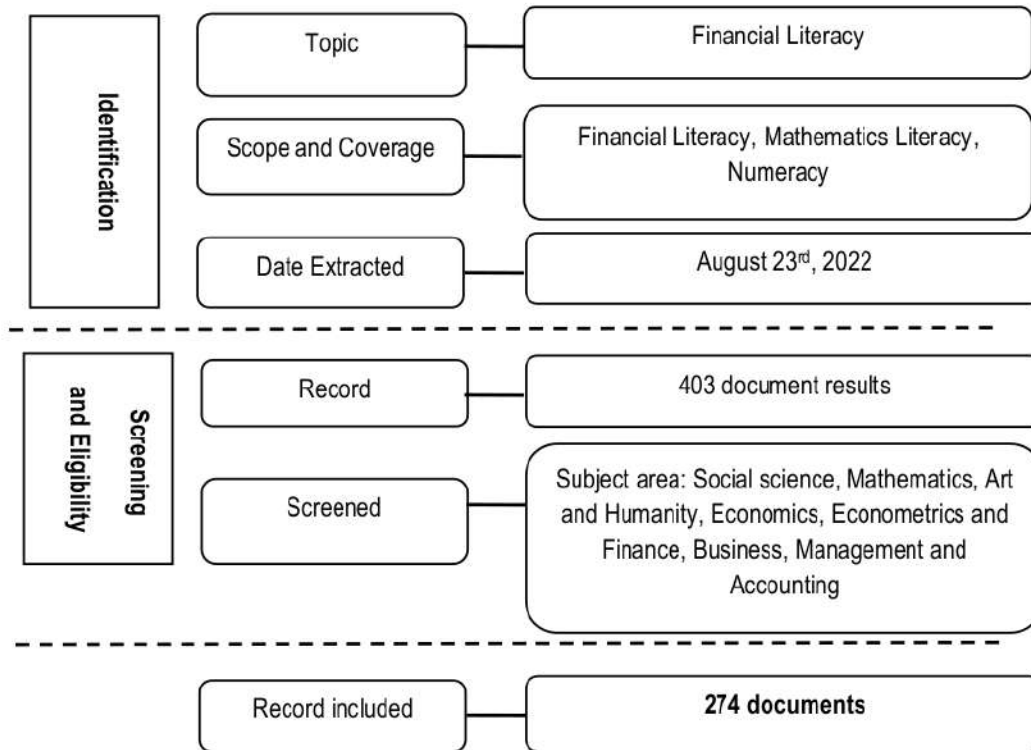 Identification
Topic
Financial Literacy
Scope and Coverage
Financial Literacy, Mathematics Literacy,
Numeracy
Date Extracted
August 23rd, 2022
Screening
and Eligibility
Record
403 document results
Screened
Subject area: Social science, Mathematics, Art
and Humanity, Economics, Econometrics and
Finance, Business, Management and
Accounting
Record included
274 documents